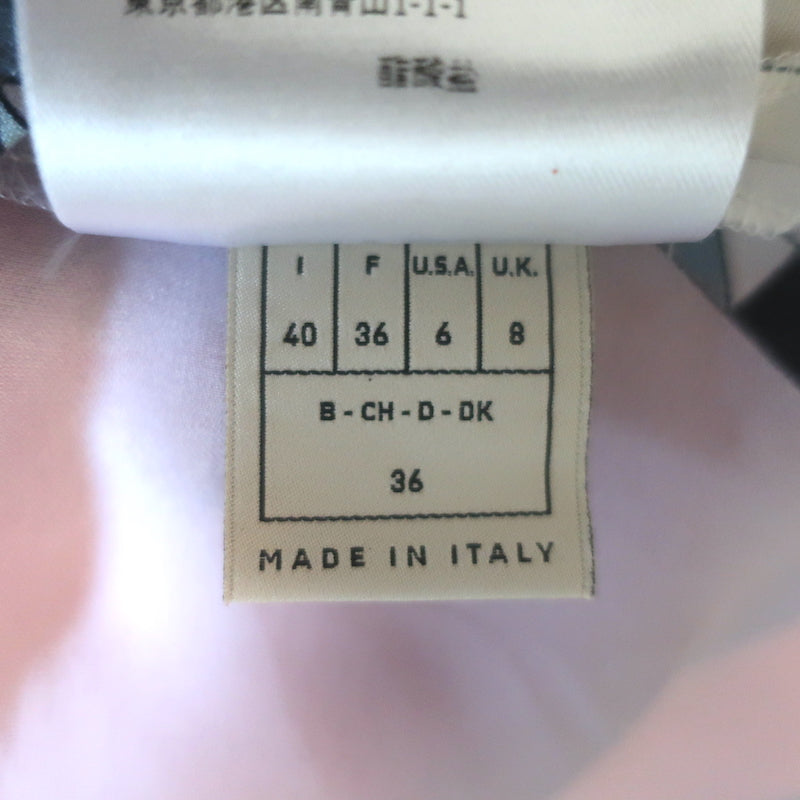 東京都港区南青山1-1-1
I F U.S.A. U.K.
40 36 6 8
B - CH - D - DK
36
MADE IN ITALY